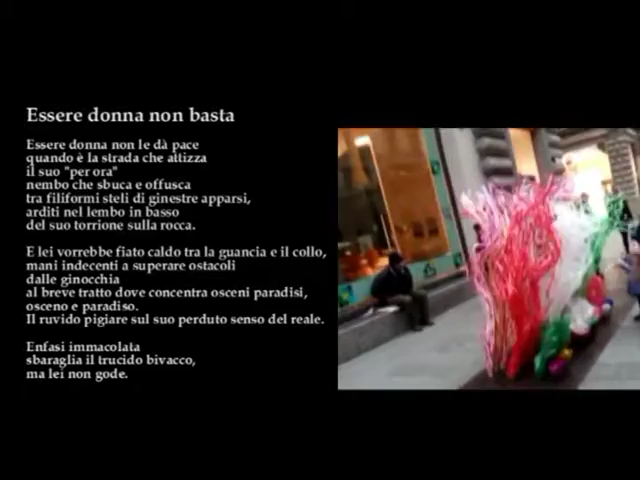 Essere donna non basta
Essere donna non le dà pace
quando è la strada che attizza
il suo "per ora"
nembo che sbuca e offusca
tra filiformi steli di ginestre apparsi,
arditi nel lembo in basso
del suo torrione sulla rocca.
E lei vorrebbe fiato caldo tra la guancia e il collo,
mani indecenti a superare ostacoli
dalle ginocchia
al breve tratto dove concentra osceni paradisi,
osceno e paradiso.
Il ruvido pigiare sul suo perduto senso del reale.
Enfasi immacolata
sbaraglia il trucido bivacco,
ma lei non gode.